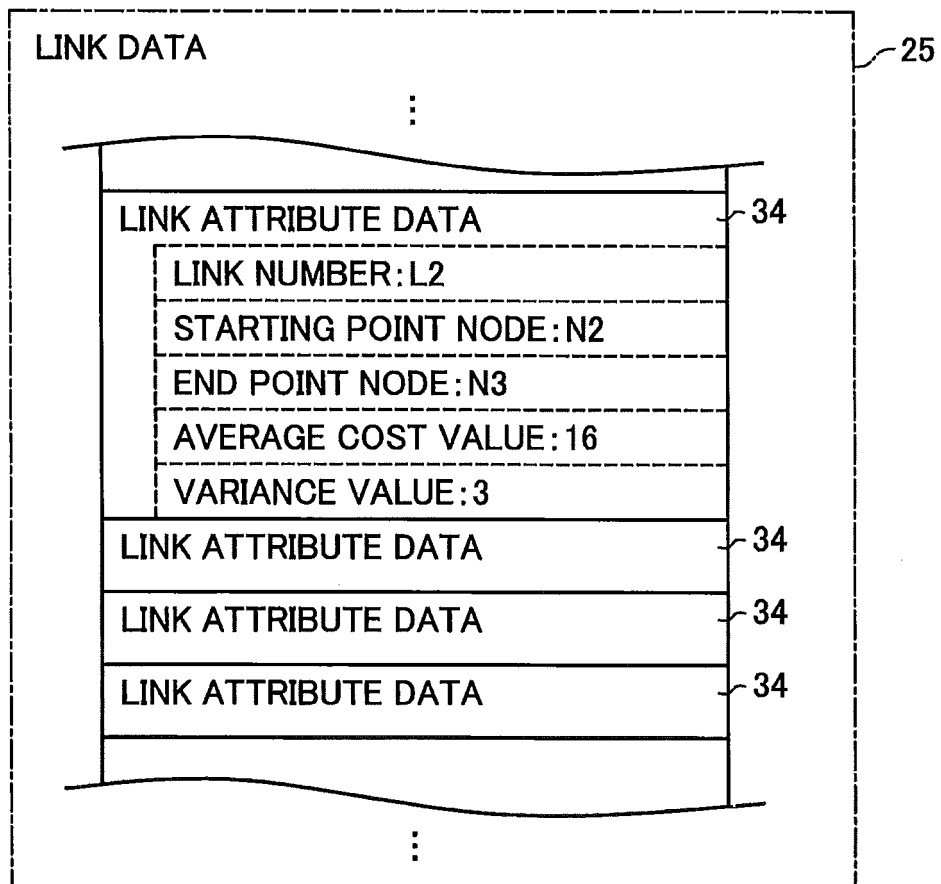 LINK DATA
25
⋮
LINK ATTRIBUTE DATA
34
LINK NUMBER:L2
STARTING POINT NODE:N2
END POINT NODE:N3
AVERAGE COST VALUE:16
VARIANCE VALUE:3
LINK ATTRIBUTE DATA
34
LINK ATTRIBUTE DATA
34
LINK ATTRIBUTE DATA
34
⋮